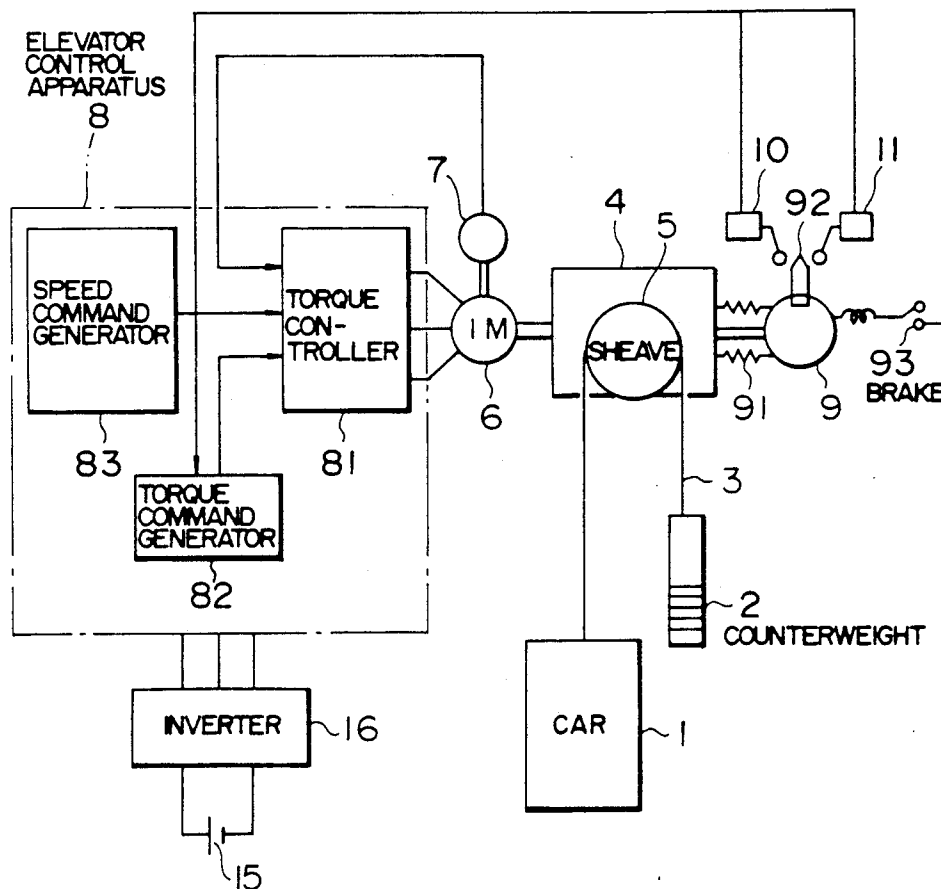 ELEVATOR
CONTROL
APPARATUS
8
10
11
7
4
5
92
SPEED
COMMAND
GENERATOR
TORQUE
CON-
TROLLER
IM
SHEAVE
6
91
9
93
BRAKE
83
81
3
TORQUE
COMMAND
GENERATOR
82
2
COUNTERWEIGHT
INVERTER
16
CAR
1
15